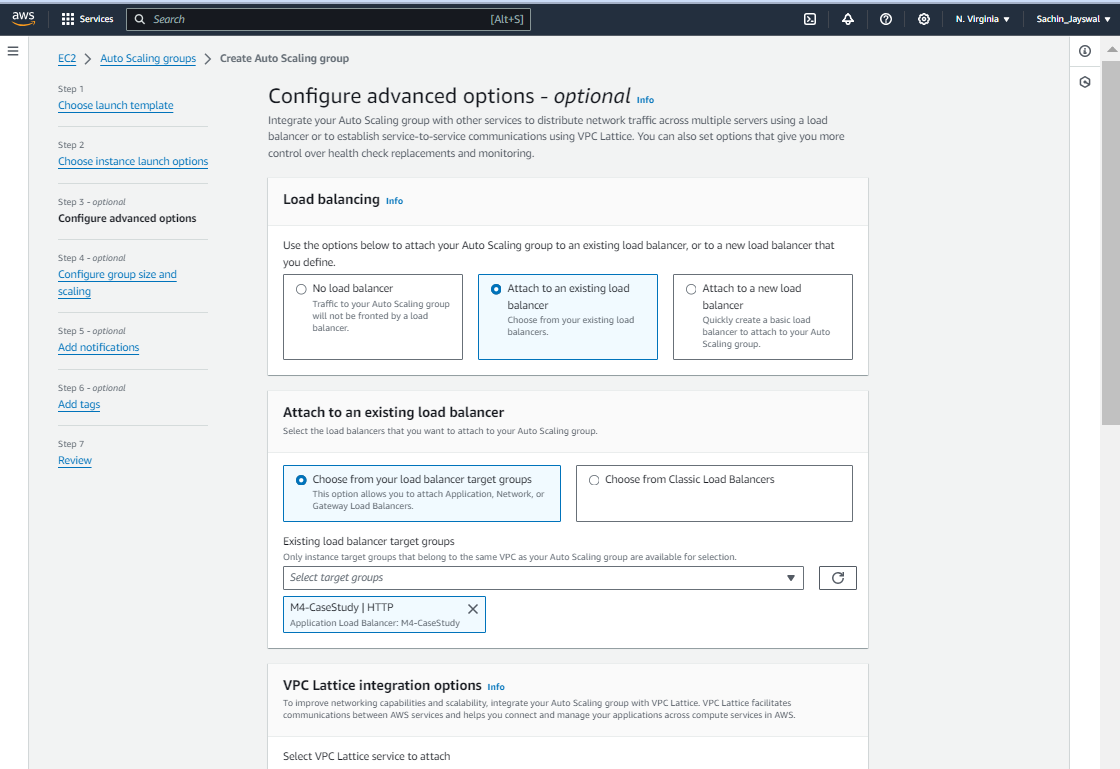 aws
Services
Search
[Alt+S]
N. Virginia
Sachin_Jayswal
EC2
Auto Scaling groups
Create Auto Scaling group
Step 1
Choose launch template
Step 2
Choose instance launch options
Step 3 - optional
Configure advanced options
Step 4 - optional
Configure group size and
scaling
Step 5 - optional
Add notifications
Step 6 - optional
Add tags
Step 7
Review
Configure advanced options - optional Info
Integrate your Auto Scaling group with other services to distribute network traffic across multiple servers using a load
balancer or to establish service-to-service communications using VPC Lattice. You can also set options that give you more
control over health check replacements and monitoring.
Load balancing Info
Use the options below to attach your Auto Scaling group to an existing load balancer, or to a new load balancer that
you define.
No load balancer
Traffic to your Auto Scaling group
will not be fronted by a load
balancer.
Attach to an existing load
balancer
Choose from your existing load
balancers.
Attach to a new load
balancer
Quickly create a basic load
balancer to attach to your Auto
Scaling group.
Attach to an existing load balancer
Select the load balancers that you want to attach to your Auto Scaling group.
Choose from your load balancer target groups
This option allows you to attach Application, Network, or
Gateway Load Balancers.
Choose from Classic Load Balancers
Existing load balancer target groups
Only instance target groups that belong to the same VPC as your Auto Scaling group are available for selection.
Select target groups
M4-CaseStudy | HTTP
Application Load Balancer: M4-CaseStudy
VPC Lattice integration options Info
To improve networking capabilities and scalability, integrate your Auto Scaling group with VPC Lattice. VPC Lattice facilitates
communications between AWS services and helps you connect and manage your applications across compute services in AWS.
Select VPC Lattice service to attach